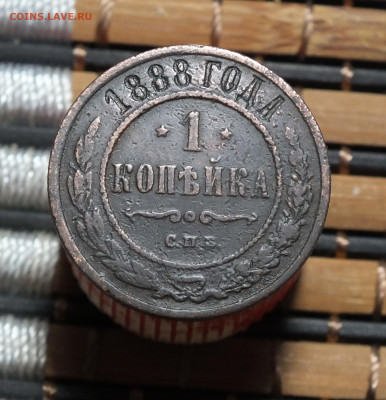 COINS.LAVE.RU
1888 ГОДА.
* 1 *
КОПѢЙКА
С.П.Б.